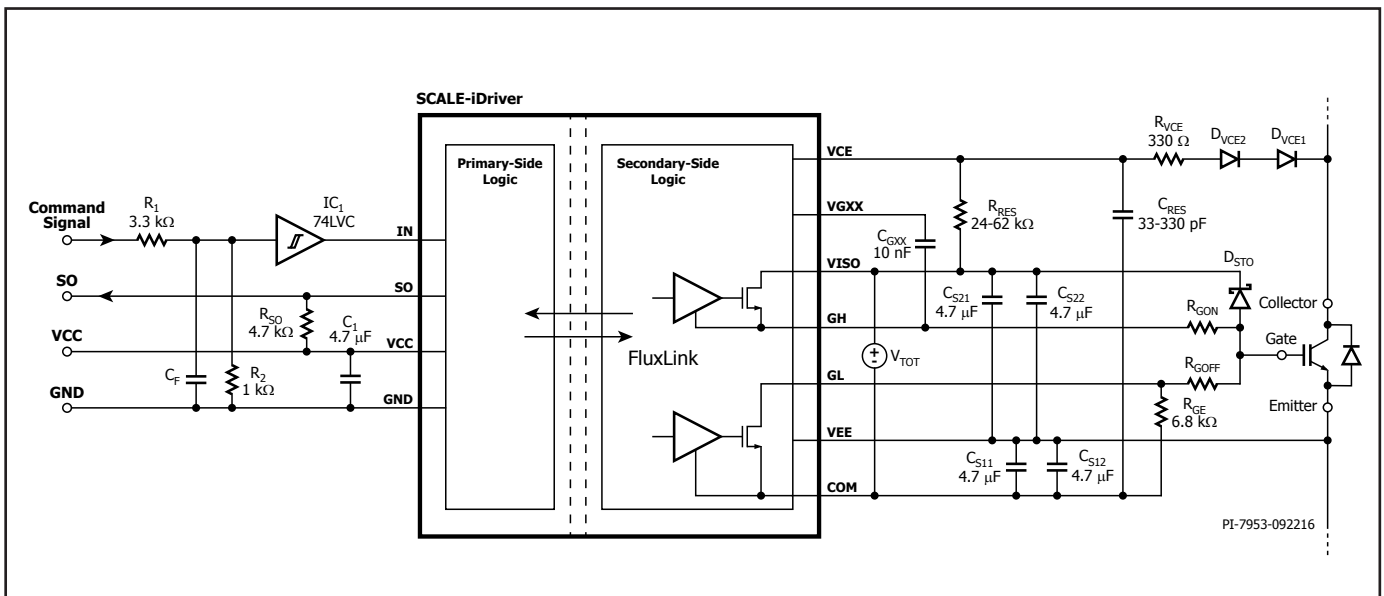 SCALE-iDriver
Primary-Side
Logic
Secondary-Side
Logic
FluxLink
Command
Signal
R1
3.3 kΩ
IC1
74LVC
IN
SO
SO
RSO
4.7 kΩ
C1
4.7 µF
VCC
VCC
CF
R2
1 kΩ
GND
GND
VCE
RVCE
330 Ω
DVCE2
DVCE1
VGXX
RRES
24-62 kΩ
CRES
33-330 pF
CGXX
10 nF
VISO
DSTO
CS21
4.7 µF
CS22
4.7 µF
Collector
GH
RGON
VTOT
Gate
GL
RGOFF
RGE
6.8 kΩ
Emitter
VEE
CS11
4.7 µF
CS12
4.7 µF
COM
PI-7953-092216